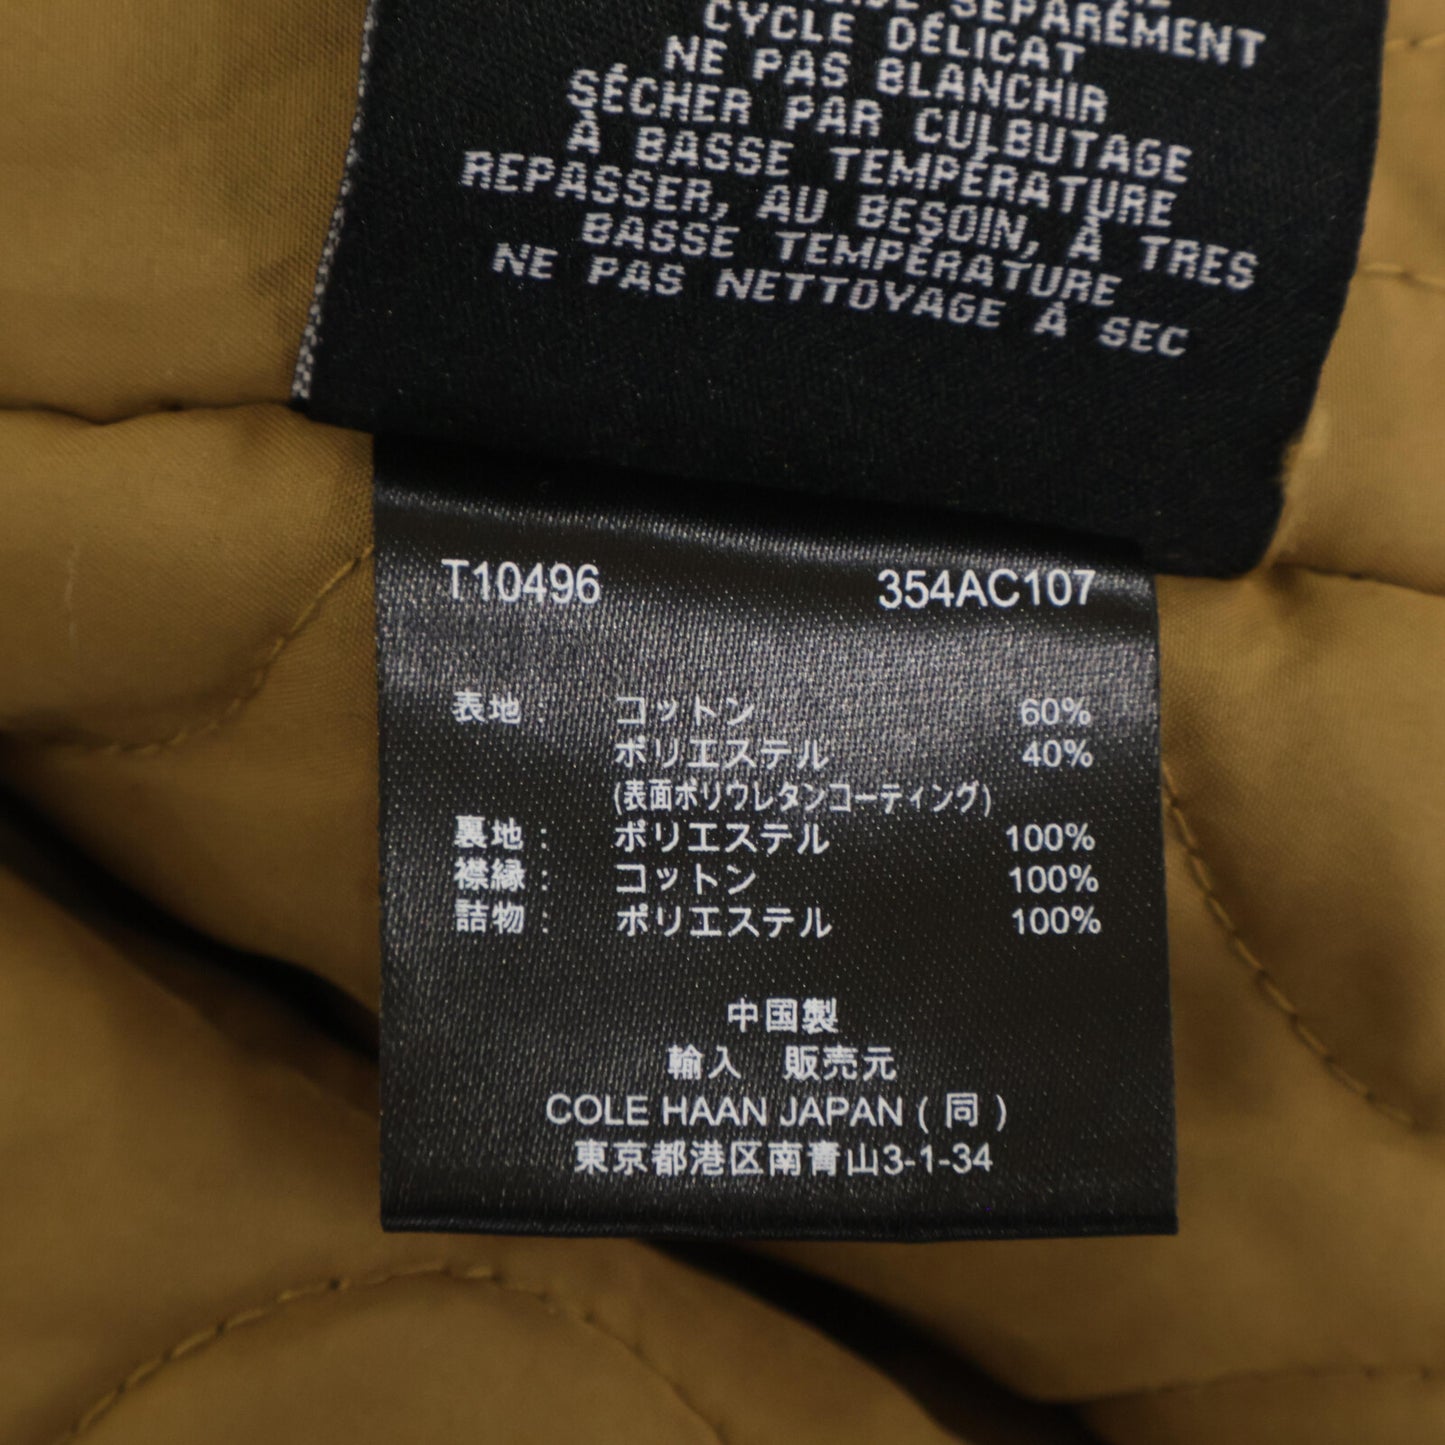 SÉPARÉMENT
CYCLE DÉLICAT
NE PAS BLANCHIR
SÉCHER PAR CULBUTAGE
À BASSE TEMPÉRATURE
REPASSER, AU BESOIN, À TRES
BASSE TEMPÉRATURE
NE PAS NETTOYAGE À SEC
T10496 354AC107
表地： コットン 60%
ポリエステル 40%
(表面ポリウレタンコーティング)
裏地： ポリエステル 100%
襟縁： コットン 100%
詰物： ポリエステル 100%
中国製
輸入 販売元
COLE HAAN JAPAN（同）
東京都港区南青山3-1-34